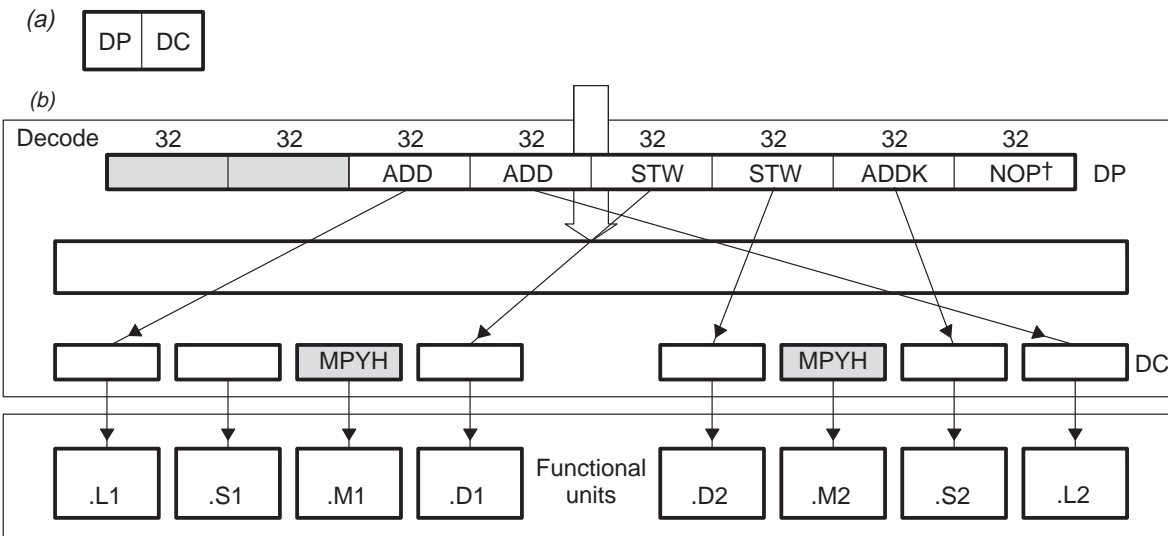 (a)
DP DC
(b)
Decode 32 32 32 32 32 32 32 32
ADD ADD STW STW ADDK NOP† DP
MPYH MPYH DC
.L1 .S1 .M1 .D1 Functional units .D2 .M2 .S2 .L2